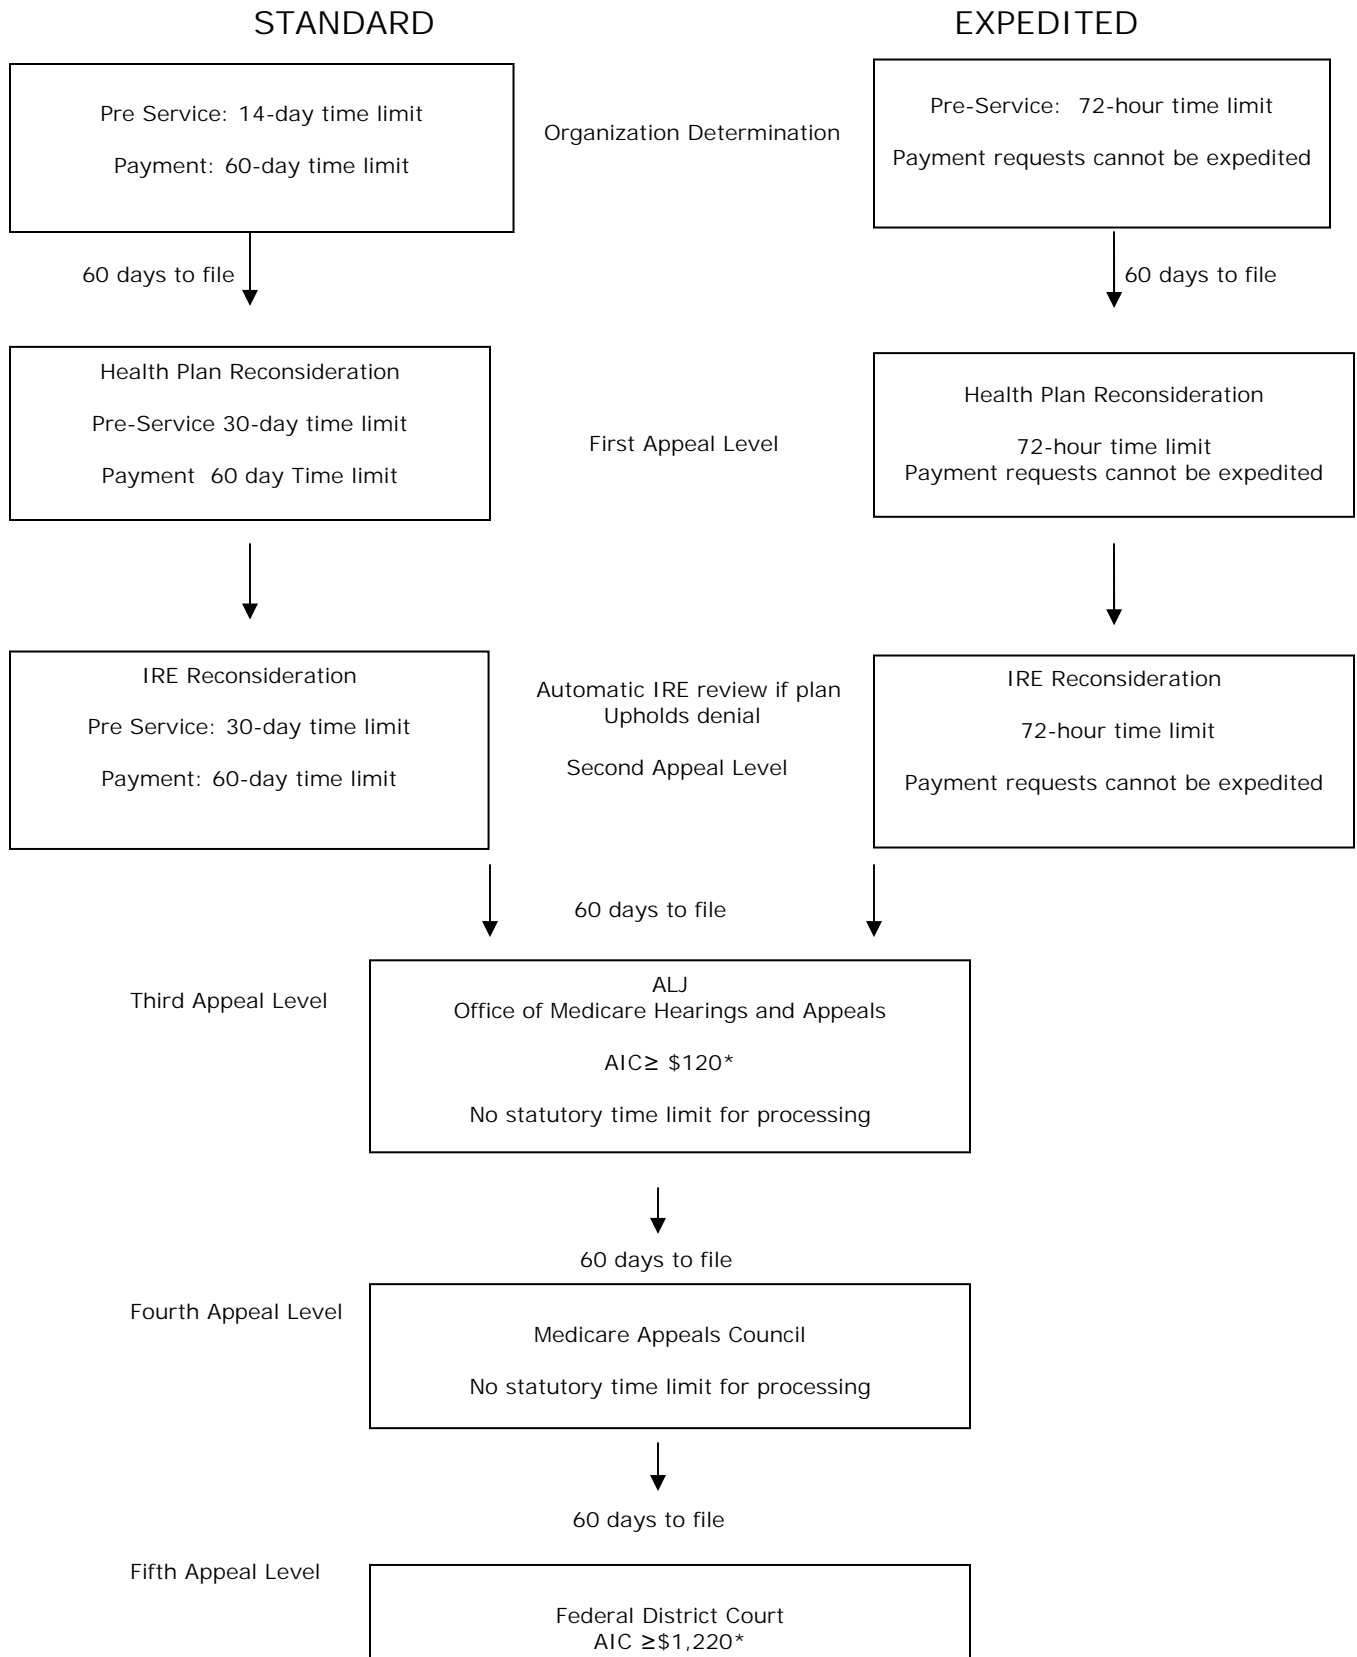 STANDARD
EXPEDITED
Pre Service: 14-day time limit
Payment: 60-day time limit
Organization Determination
Pre-Service: 72-hour time limit
Payment requests cannot be expedited
60 days to file
60 days to file
Health Plan Reconsideration
Pre-Service 30-day time limit
Payment 60 day Time limit
First Appeal Level
Health Plan Reconsideration
72-hour time limit
Payment requests cannot be expedited
IRE Reconsideration
Pre Service: 30-day time limit
Payment: 60-day time limit
Automatic IRE review if plan
Upholds denial
Second Appeal Level
IRE Reconsideration
72-hour time limit
Payment requests cannot be expedited
60 days to file
Third Appeal Level
ALJ
Office of Medicare Hearings and Appeals
AIC≥ $120*
No statutory time limit for processing
60 days to file
Fourth Appeal Level
Medicare Appeals Council
No statutory time limit for processing
60 days to file
Fifth Appeal Level
Federal District Court
AIC ≥$1,220*